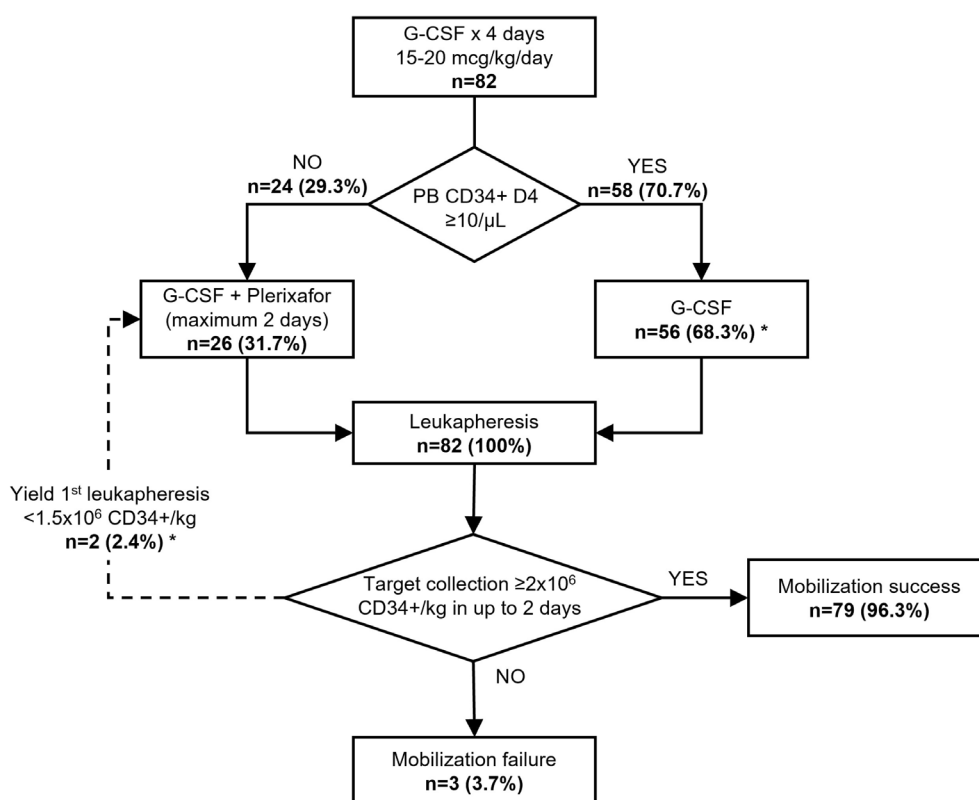 G-CSF x 4 days
15-20 mcg/kg/day
n=82
NO
n=24 (29.3%)
PB CD34+ D4
≥10/µL
YES
n=58 (70.7%)
G-CSF + Plerixafor
(maximum 2 days)
n=26 (31.7%)
G-CSF
n=56 (68.3%) *
Leukapheresis
n=82 (100%)
Yield 1st leukapheresis
<1.5x10⁶ CD34+/kg
n=2 (2.4%) *
Target collection ≥2x10⁶
CD34+/kg in up to 2 days
YES
Mobilization success
n=79 (96.3%)
NO
Mobilization failure
n=3 (3.7%)